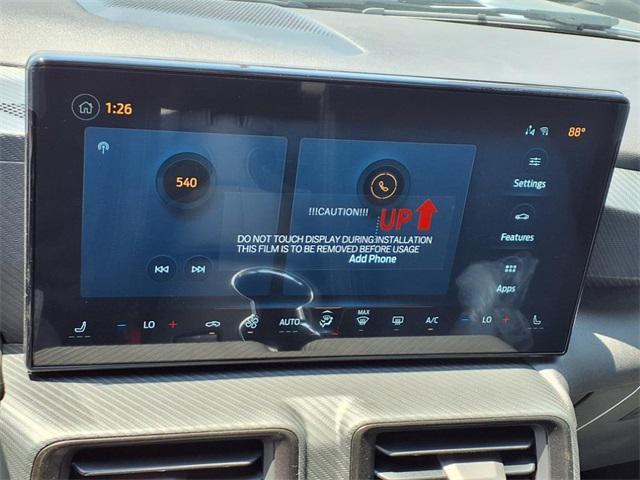 1:26
88°
540
!!!CAUTION!!!
UP
DO NOT TOUCH DISPLAY DURING INSTALLATION
THIS FILM IS TO BE REMOVED BEFORE USAGE
Add Phone
Settings
Features
Apps
LO
AUTO
MAX
A/C
LO